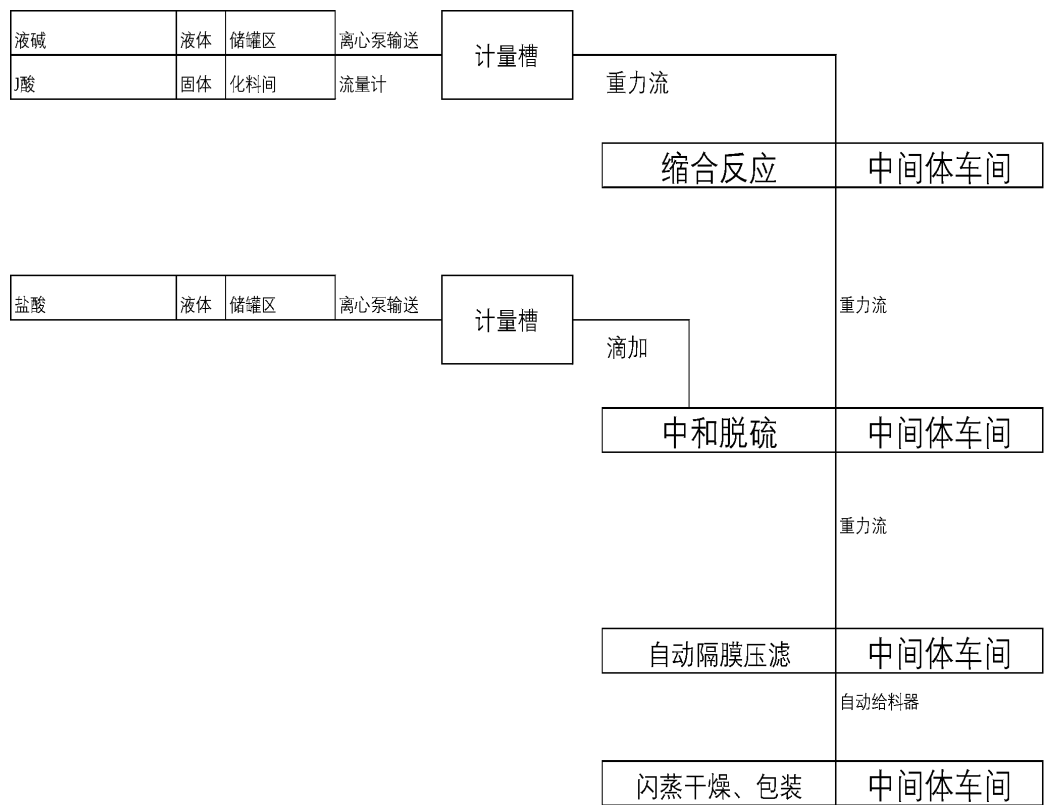 液碱 液体 储罐区 离心泵输送
J酸 固体 化料间 流量计
计量槽
重力流
缩合反应 中间体车间
盐酸 液体 储罐区 离心泵输送
计量槽
重力流
滴加
中和脱硫 中间体车间
重力流
自动隔膜压滤 中间体车间
自动给料器
闪蒸干燥、包装 中间体车间